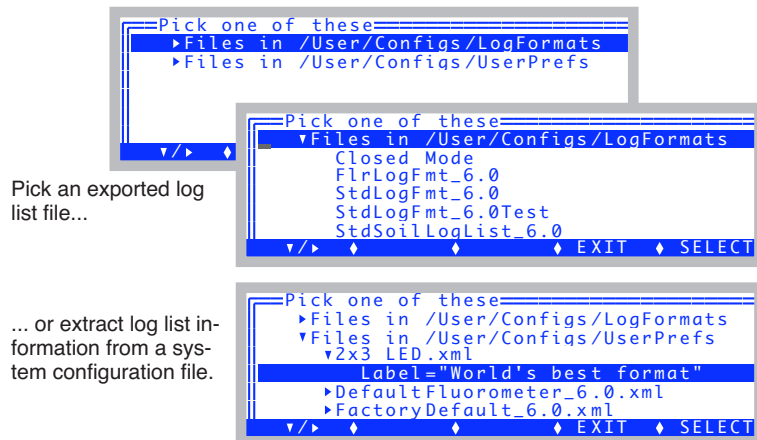 Pick one of these
▸Files in /User/Configs/LogFormats
▸Files in /User/Configs/UserPrefs
▾/▸ ♦
Pick an exported log
list file...
Pick one of these
▾Files in /User/Configs/LogFormats
Closed Mode
FlrLogFmt_6.0
StdLogFmt_6.0
StdLogFmt_6.0Test
StdSoilLogList_6.0
▾/▸ ♦ ♦ ♦ EXIT ♦ SELECT
... or extract log list in-
formation from a sys-
tem configuration file.
Pick one of these
▸Files in /User/Configs/LogFormats
▾Files in /User/Configs/UserPrefs
▾2x3 LED.xml
Label="World's best format"
▸DefaultFluorometer_6.0.xml
▸FactoryDefault_6.0.xml
▾/▸ ♦ ♦ ♦ EXIT ♦ SELECT